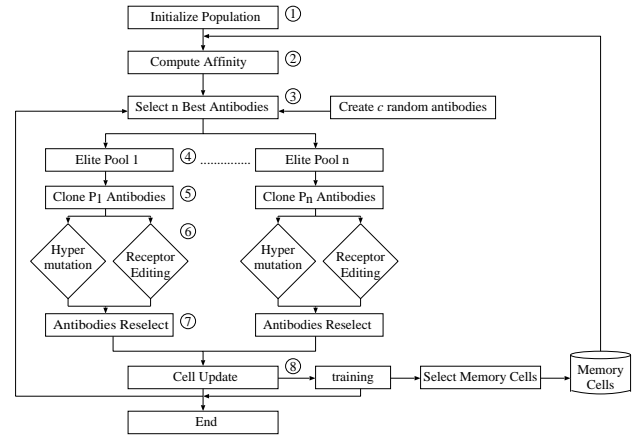 Initialize Population ①
Compute Affinity ②
Select n Best Antibodies ③
Create c random antibodies
Elite Pool 1 ④ ............... Elite Pool n
Clone P1 Antibodies ⑤
Clone Pn Antibodies
⑥
Hyper
mutation
Receptor
Editing
Hyper
mutation
Receptor
Editing
Antibodies Reselect ⑦
Antibodies Reselect
Cell Update ⑧
training
Select Memory Cells
Memory
Cells
End